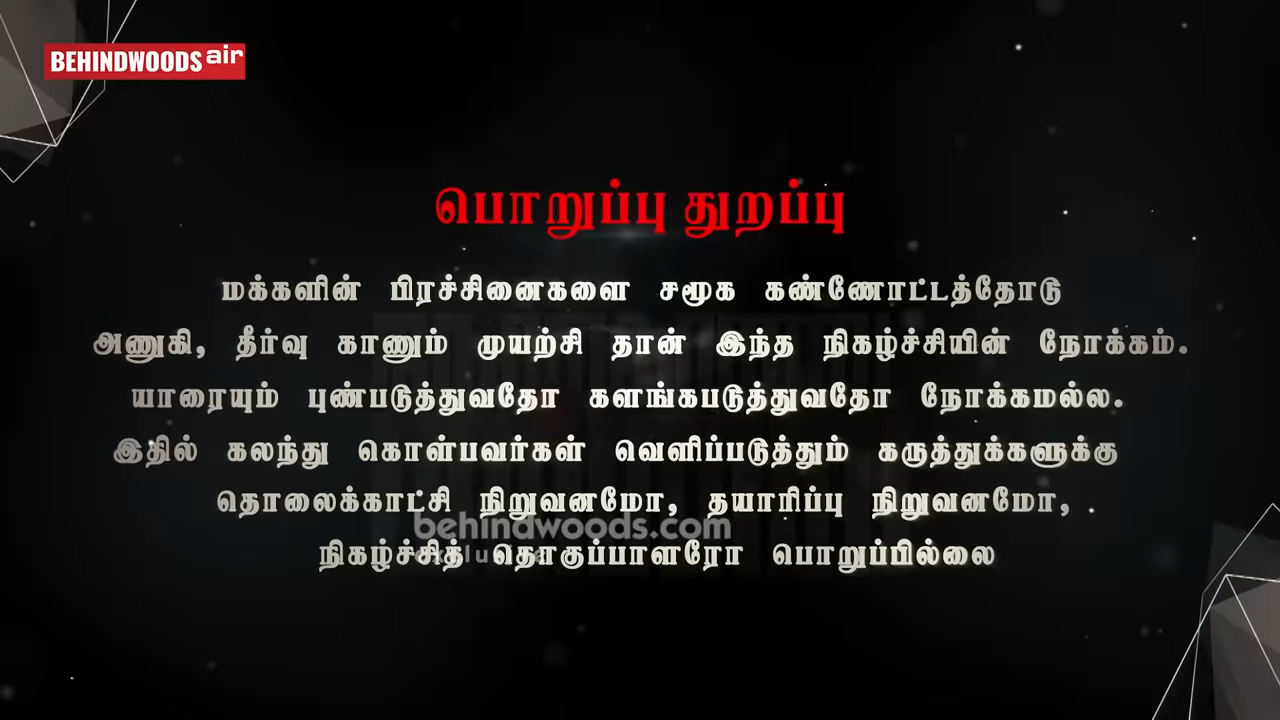 BEHINDWOODS air
பொறுப்பு துறப்பு
மக்களின் பிரச்சினைகளை சமூக கண்ணோட்டத்தோடு
அணுகி, தீர்வு காணும் முயற்சி தான் இந்த நிகழ்ச்சியின் நோக்கம்.
யாரையும் புண்படுத்துவதோ களங்கபடுத்துவதோ நோக்கமல்ல.
இதில் கலந்து கொள்பவர்கள் வெளிப்படுத்தும் கருத்துக்களுக்கு
தொலைக்காட்சி நிறுவனமோ, தயாரிப்பு நிறுவனமோ,
behindwoods.com
நிகழ்ச்சித் தொகுப்பாளரோ பொறுப்பில்லை